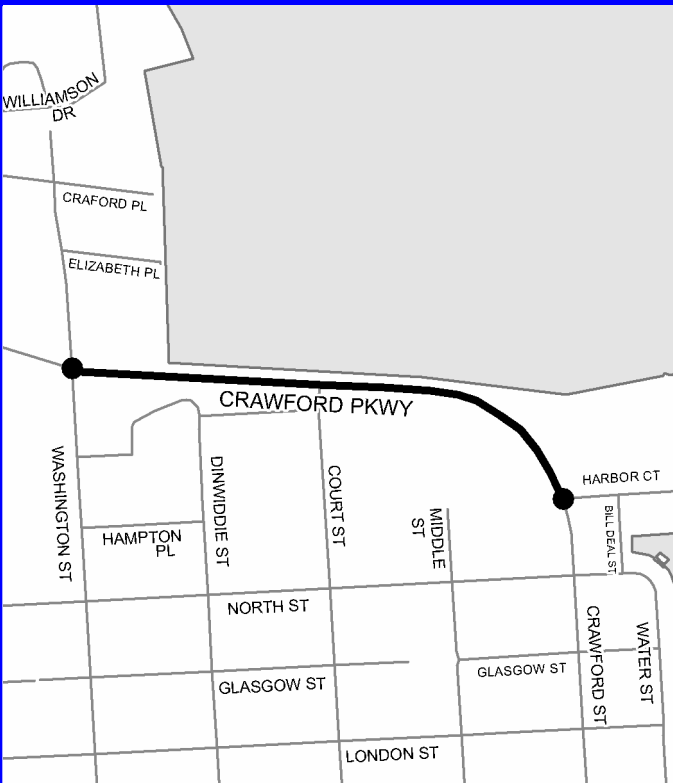 WILLIAMSON
DR
CRAFORD PL
ELIZABETH PL
CRAWFORD PKWY
HARBOR CT
WASHINGTON ST
DINWIDDIE ST
COURT ST
MIDDLE
ST
BILL DEAL ST
HAMPTON
PL
NORTH ST
CRAWFORD ST
WATER ST
GLASGOW ST
GLASGOW ST
LONDON ST